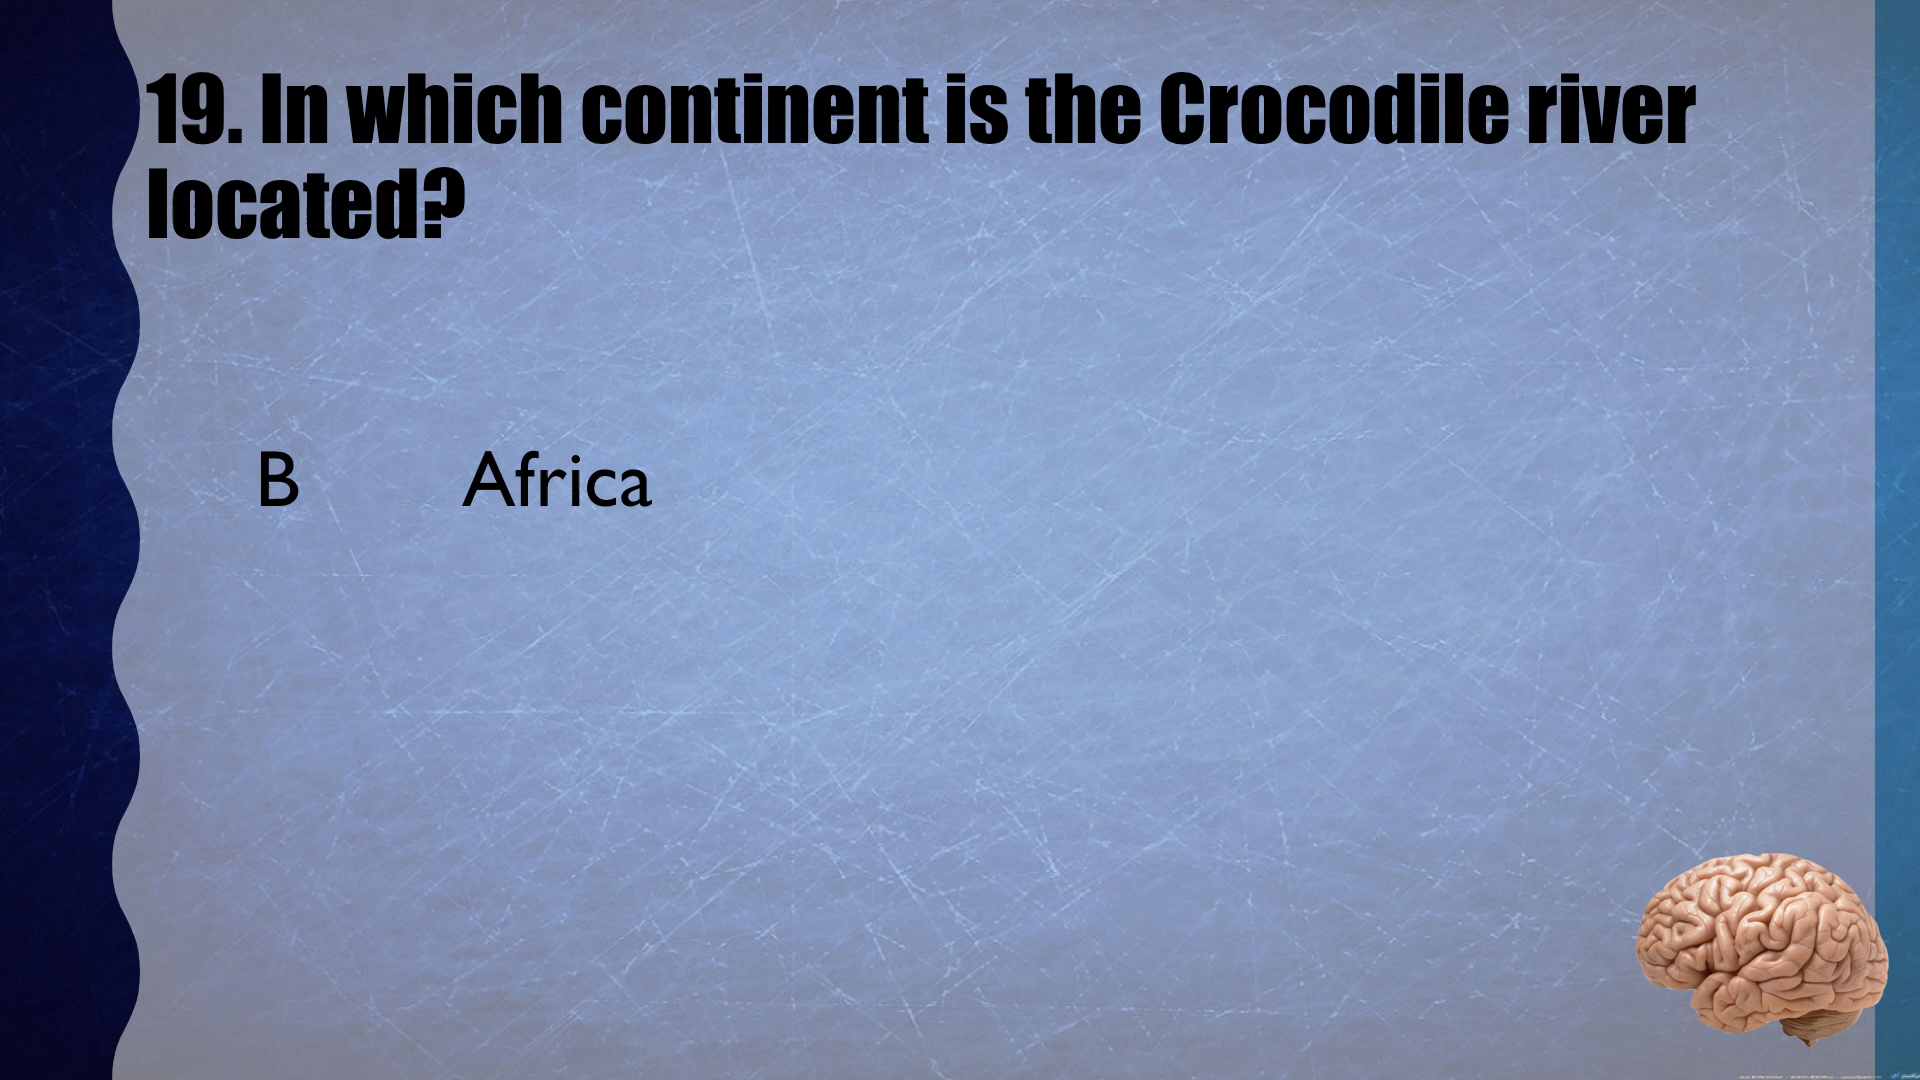 19. In which continent is the Crocodile river
located?
B Africa